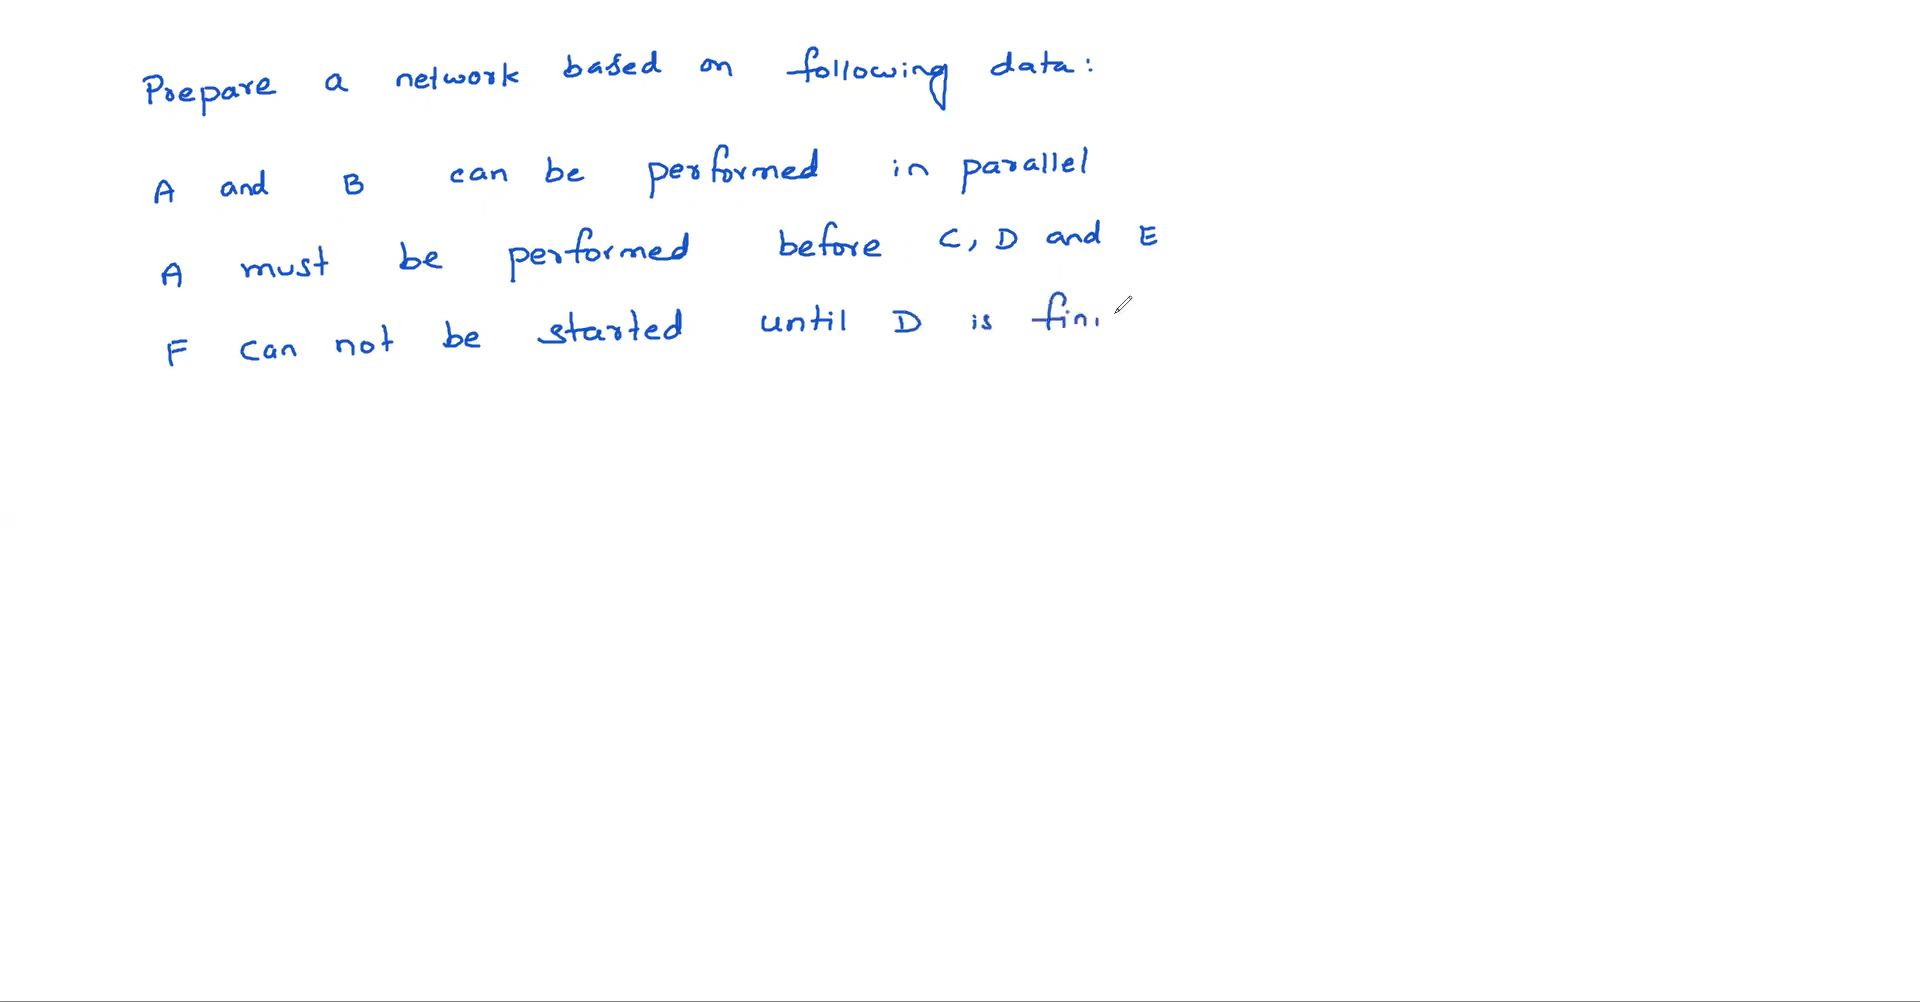 Prepare a network based on following data:
A and B can be performed in parallel
A must be performed before C, D and E
F can not be started until D is fin